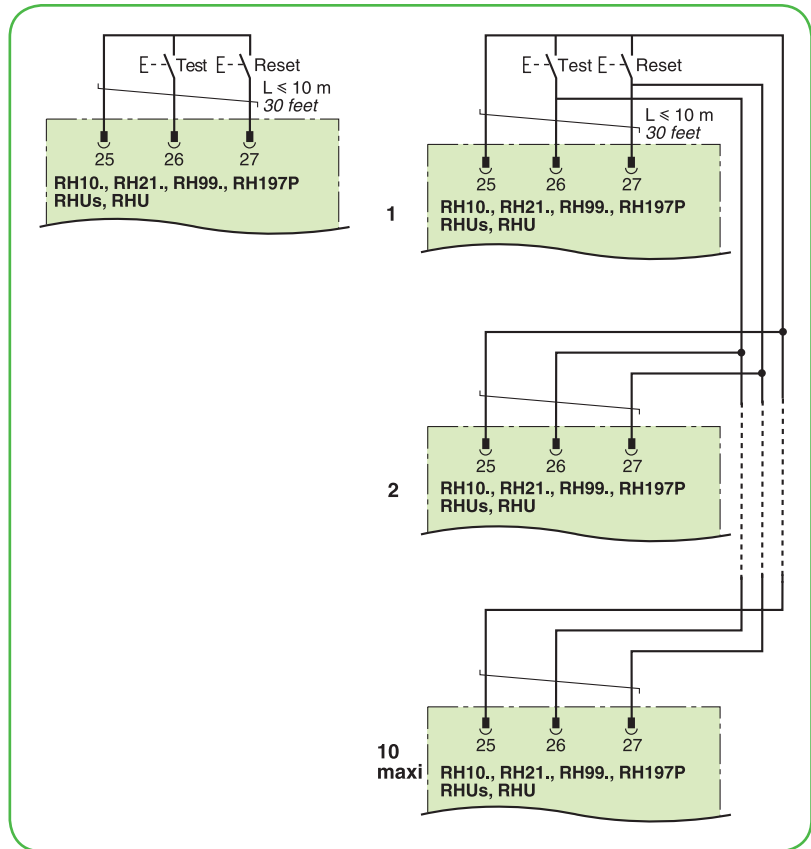 E Test E Reset
L ⩽ 10 m
30 feet
25 26 27
RH10., RH21., RH99., RH197P
RHUs, RHU
E Test E Reset
L ⩽ 10 m
30 feet
25 26 27
1
RH10., RH21., RH99., RH197P
RHUs, RHU
25 26 27
2
RH10., RH21., RH99., RH197P
RHUs, RHU
25 26 27
10
maxi
RH10., RH21., RH99., RH197P
RHUs, RHU